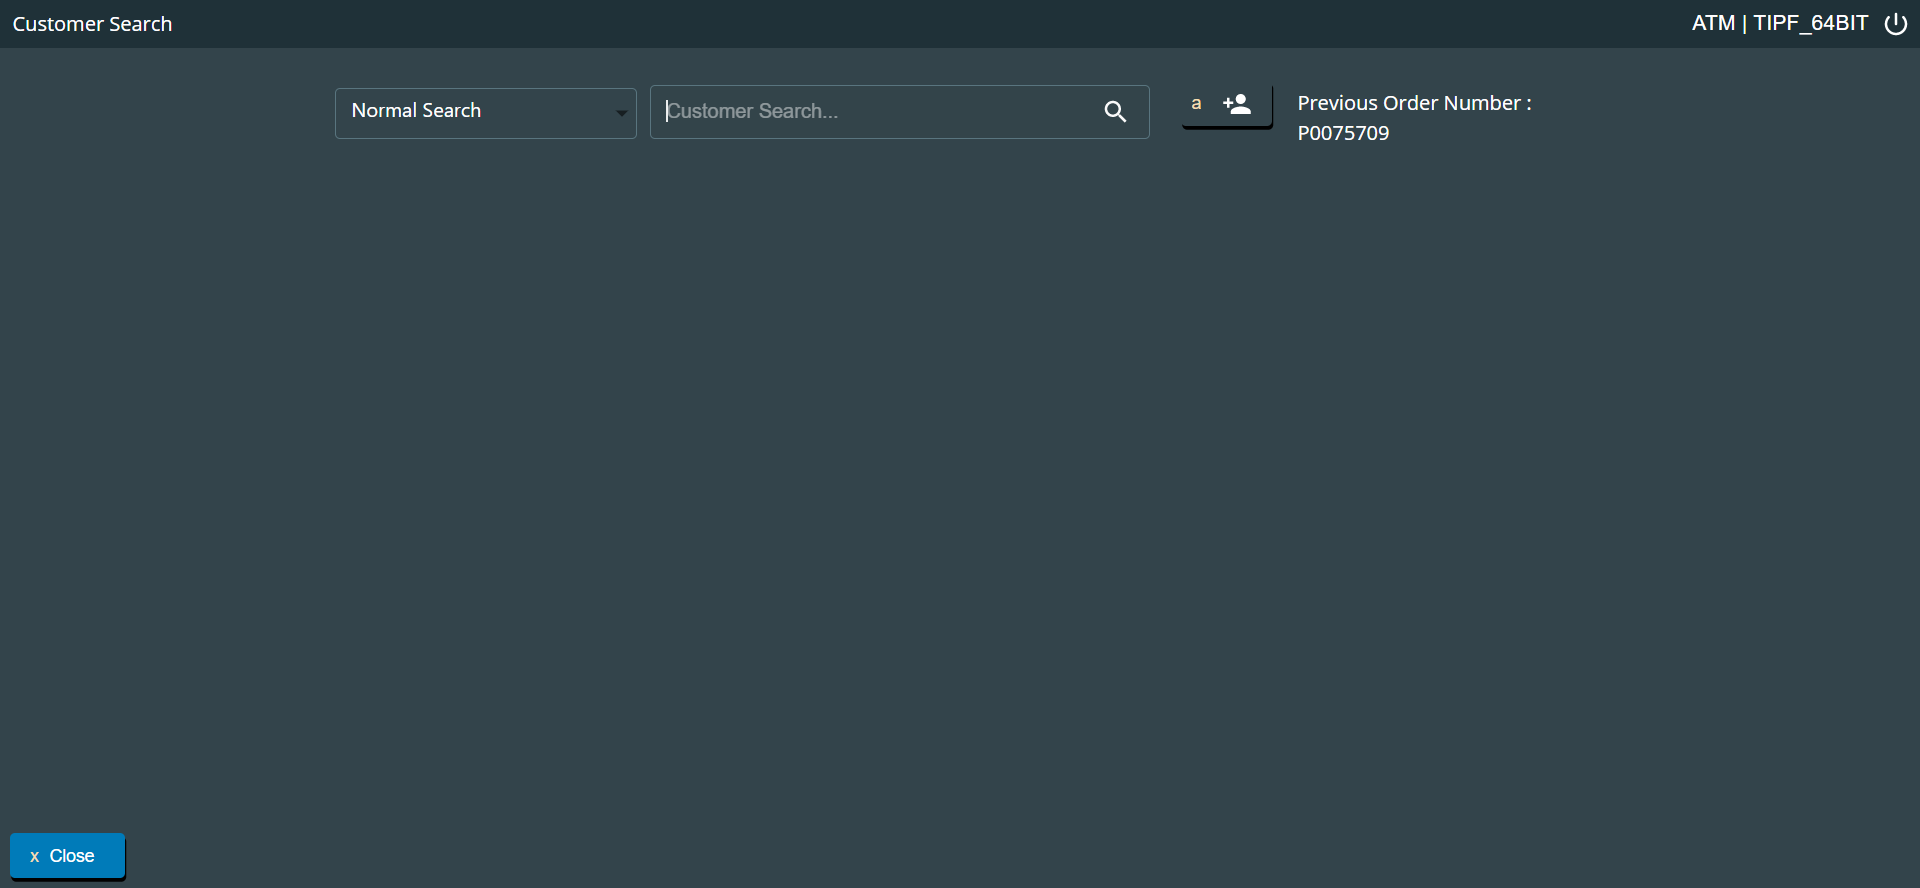 Customer Search
ATM | TIPF_64BIT
Normal Search
Customer Search...
a
Previous Order Number :
P0075709
x Close